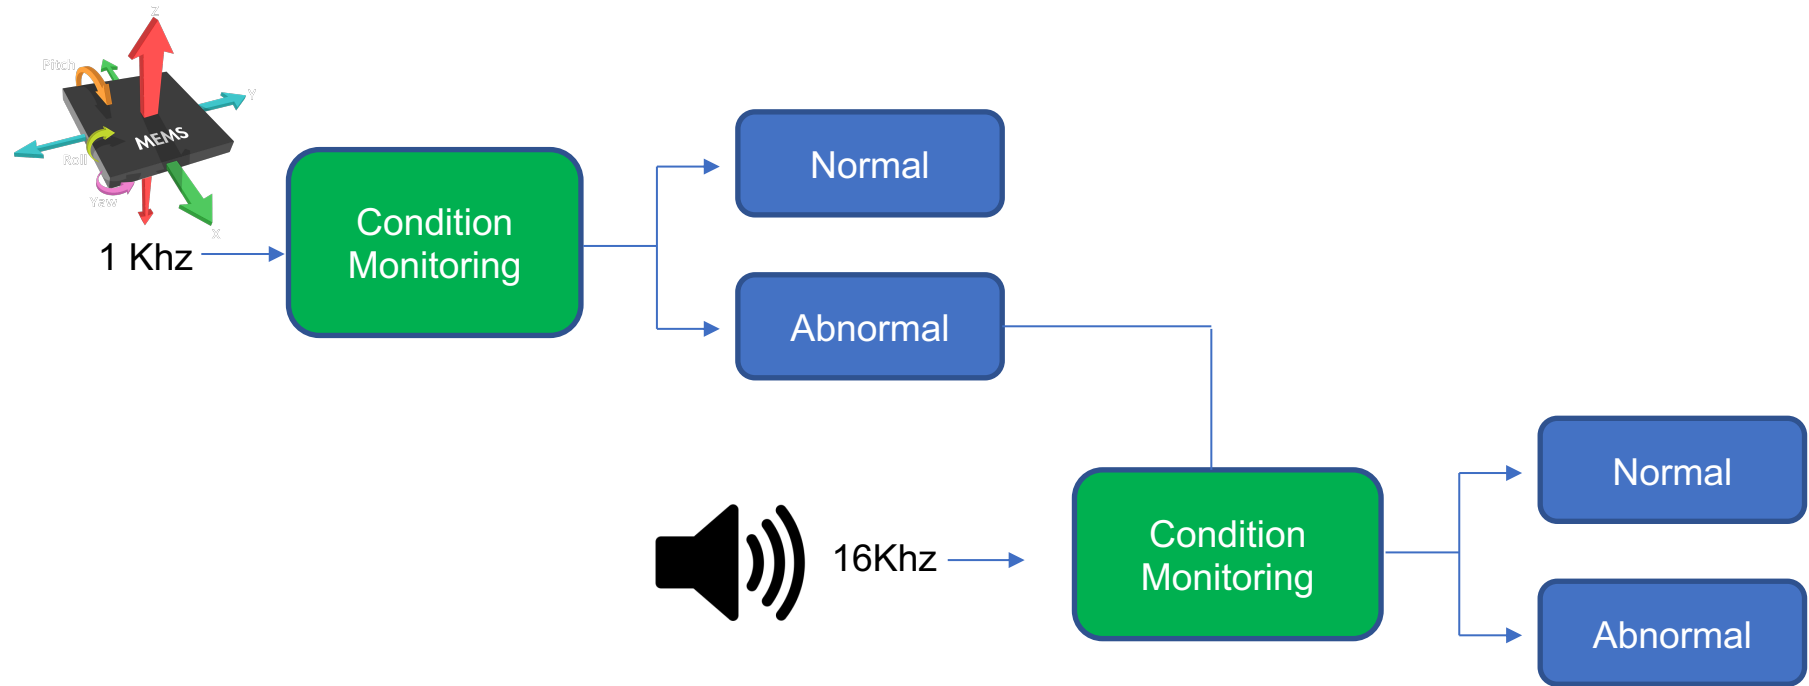 Z
Pitch
Y
MEMS
Roll
Yaw
X
1 Khz
Condition
Monitoring
Normal
Abnormal
16Khz
Condition
Monitoring
Normal
Abnormal